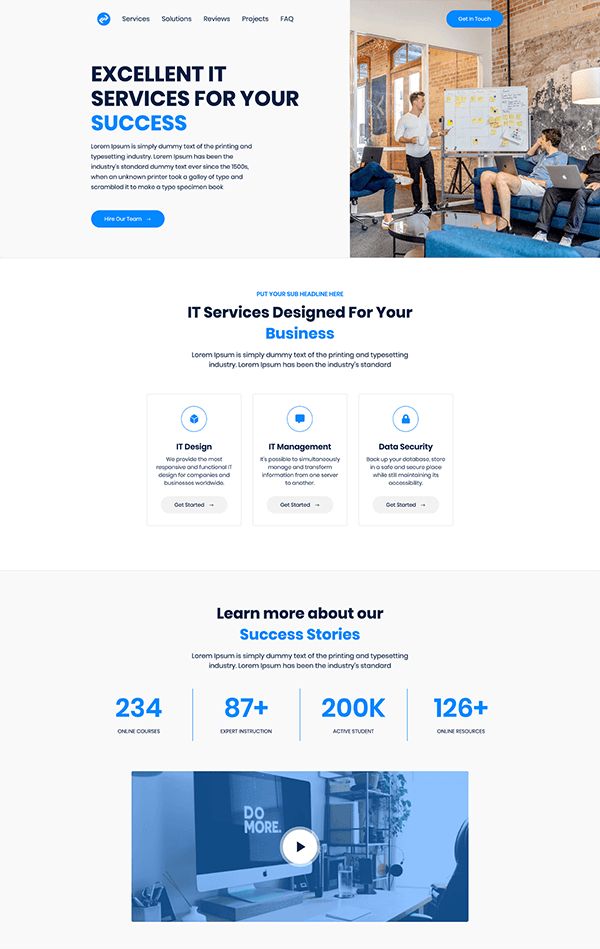 Services Solutions Reviews Projects FAQ Get In Touch
EXCELLENT IT
SERVICES FOR YOUR
SUCCESS
Lorem Ipsum is simply dummy text of the printing and
typesetting industry. Lorem Ipsum has been the
industry's standard dummy text ever since the 1500s,
when an unknown printer took a galley of type and
scrambled it to make a type specimen book
Hire Our Team →
PUT YOUR SUB HEADLINE HERE
IT Services Designed For Your
Business
Lorem Ipsum is simply dummy text of the printing and typesetting
industry. Lorem Ipsum has been the industry's standard
IT Design
We provide the most
responsive and functional IT
design for companies and
businesses worldwide.
Get Started →
IT Management
It's possible to simultaneously
manage and transform
information from one server
to another.
Get Started →
Data Security
Back up your database, store
in a safe and secure place
while still maintaining its
accessibility.
Get Started →
Learn more about our
Success Stories
Lorem Ipsum is simply dummy text of the printing and typesetting
industry. Lorem Ipsum has been the industry's standard
234 87+ 200K 126+
ONLINE COURSES EXPERT INSTRUCTION ACTIVE STUDENT ONLINE RESOURCES
DO
MORE.